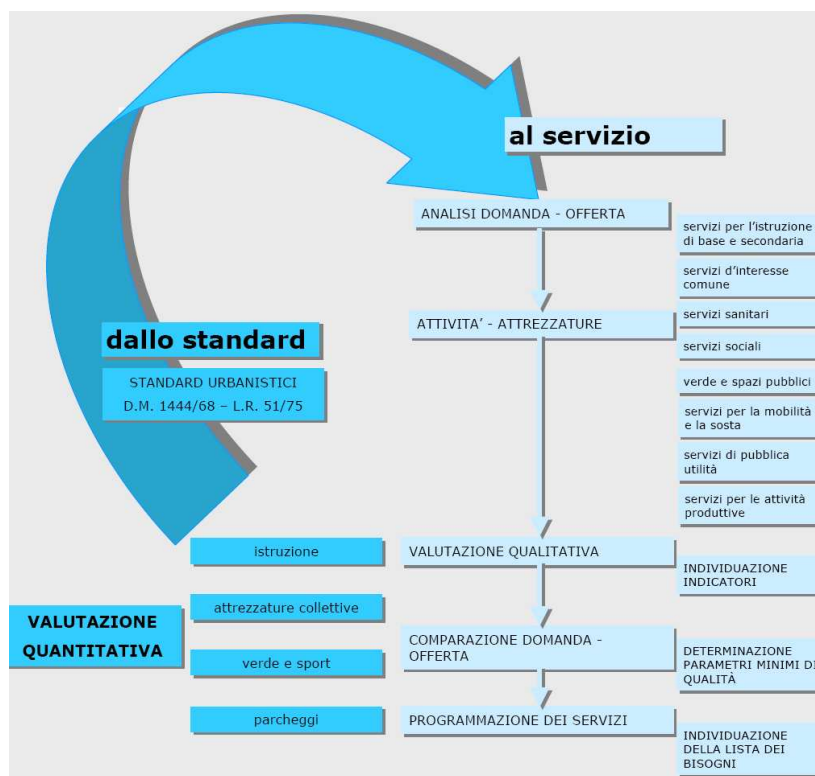 al servizio
ANALISI DOMANDA - OFFERTA
servizi per l'istruzione
di base e secondaria
servizi d'interesse
comune
ATTIVITA' - ATTREZZATURE
servizi sanitari
servizi sociali
verde e spazi pubblici
servizi per la mobilità
e la sosta
servizi di pubblica
utilità
servizi per le attività
produttive
dallo standard
STANDARD URBANISTICI
D.M. 1444/68 – L.R. 51/75
VALUTAZIONE
QUANTITATIVA
istruzione
attrezzature collettive
verde e sport
parcheggi
VALUTAZIONE QUALITATIVA
INDIVIDUAZIONE
INDICATORI
COMPARAZIONE DOMANDA -
OFFERTA
DETERMINAZIONE
PARAMETRI MINIMI DI
QUALITÀ
PROGRAMMAZIONE DEI SERVIZI
INDIVIDUAZIONE
DELLA LISTA DEI
BISOGNI